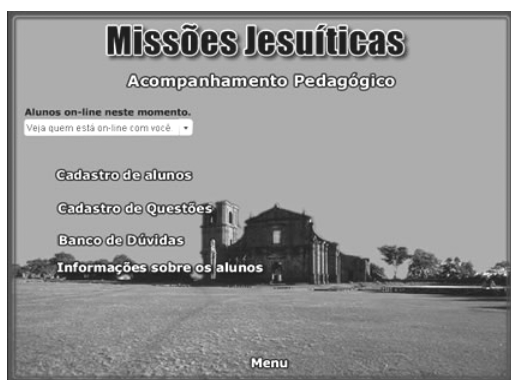 Missões Jesuíticas
Acompanhamento Pedagógico
Alunos on-line neste momento.
Veja quem está on-line com você
Cadastro de alunos
Cadastro de Questões
Banco de Dúvidas
Informações sobre os alunos
Menu